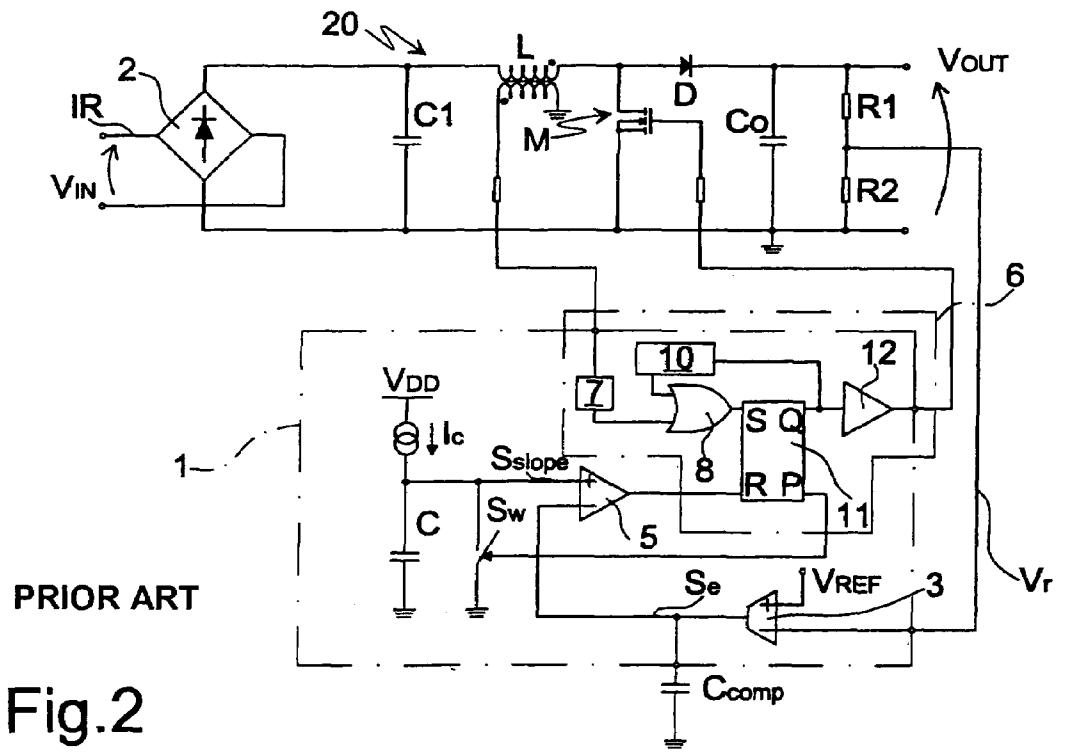 20
L
2
IR
C1
D
VOUT
M
Co
R1
VIN
R2
6
10
12
VDD
7
Ic
S Q
1
Sslope
8
R P
C
Sw
5
11
PRIOR ART
Se
VREF
3
Vr
Ccomp
Fig.2